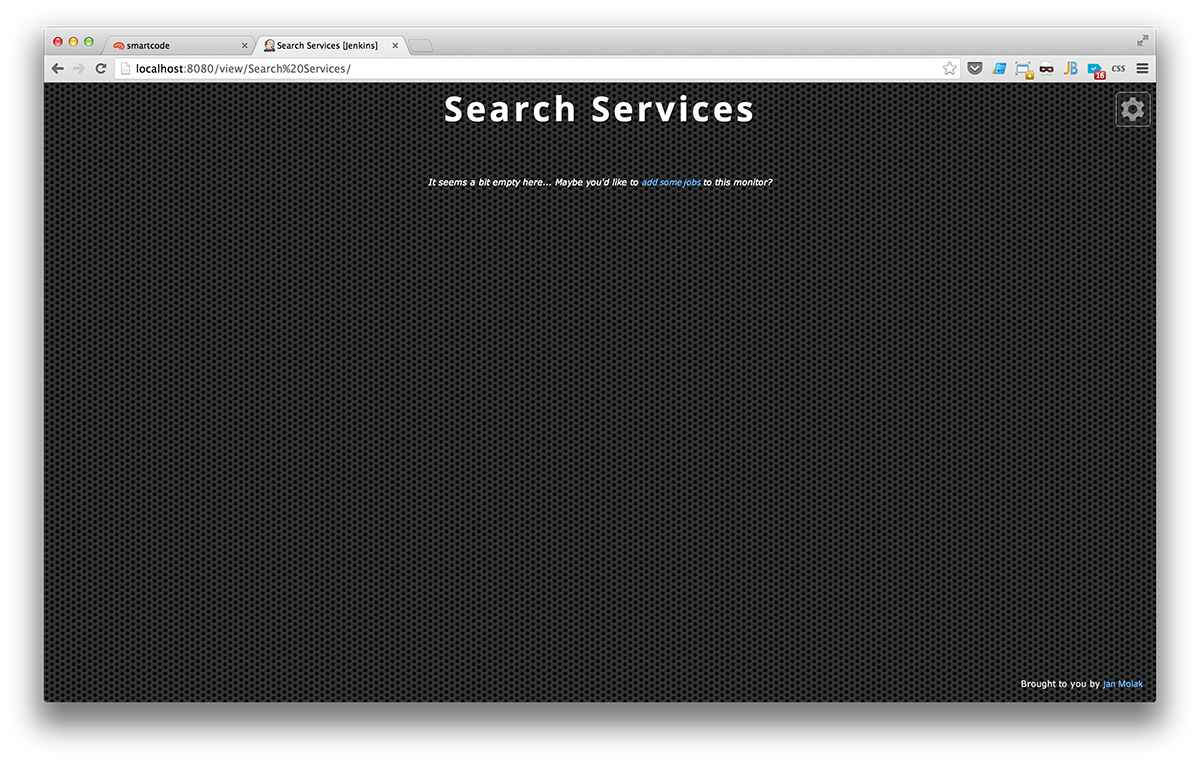 smartcode
Search Services [Jenkins]
localhost:8080/view/Search%20Services/
JB
16
CSS
Search Services
It seems a bit empty here... Maybe you'd like to add some jobs to this monitor?
Brought to you by Jan Molak